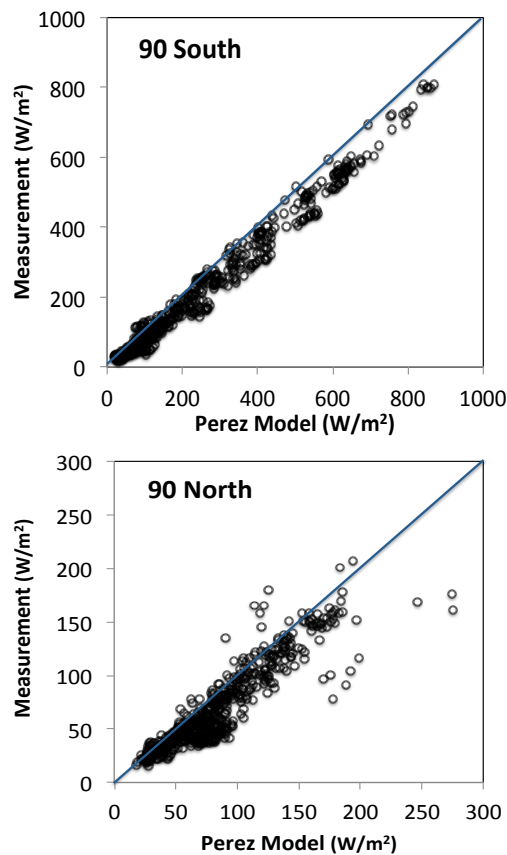 90 South
Measurement (W/m²)
1000
800
600
400
200
0
0 200 400 600 800 1000
Perez Model (W/m²)
90 North
Measurement (W/m²)
300
250
200
150
100
50
0
0 50 100 150 200 250 300
Perez Model (W/m²)